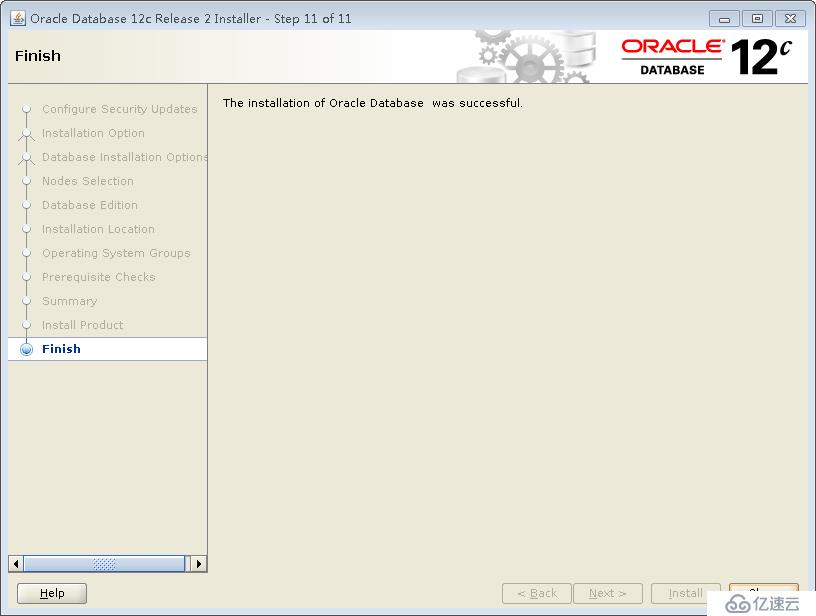 Oracle Database 12c Release 2 Installer - Step 11 of 11
Finish
ORACLE
DATABASE
12c
Configure Security Updates
Installation Option
Database Installation Options
Nodes Selection
Database Edition
Installation Location
Operating System Groups
Prerequisite Checks
Summary
Install Product
Finish
The installation of Oracle Database  was successful.
Help
< Back
Next >
Install
亿速云